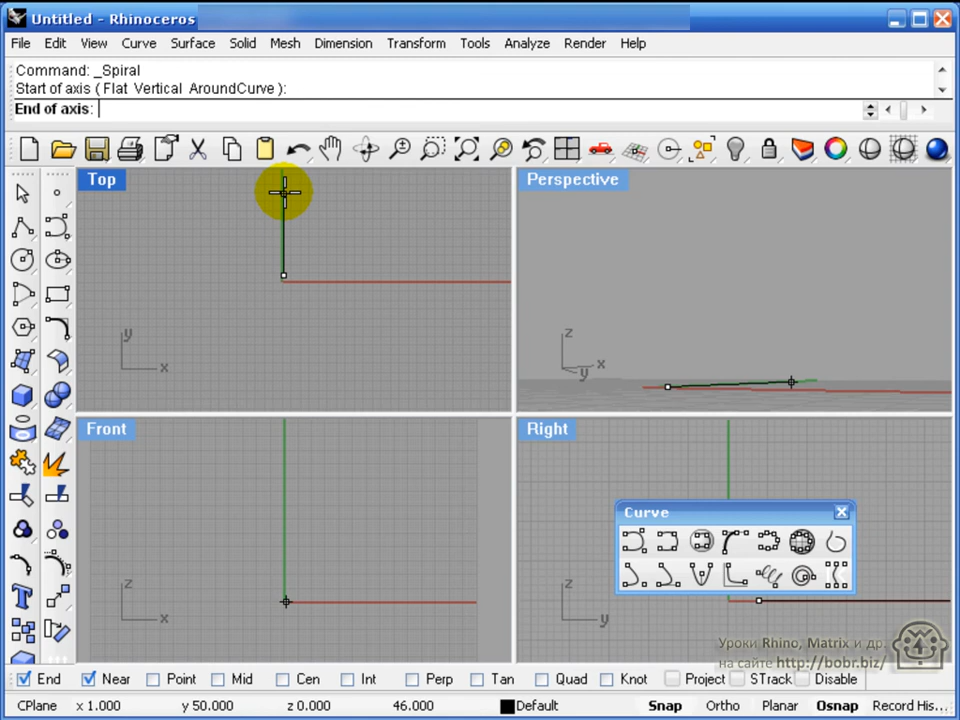 Untitled - Rhinoceros
File Edit View Curve Surface Solid Mesh Dimension Transform Tools Analyze Render Help
Command: _Spiral
Start of axis ( Flat Vertical AroundCurve ):
End of axis:
Top
Perspective
y
x
z
x
y
Front
Right
Curve
z
x
z
y
Уроки Rhino, Matrix и др.
на сайте http://bobr.biz/
End Near Point Mid Cen Int Perp Tan Quad Knot Project STrack Disable
CPlane x 1.000 y 50.000 z 0.000 46.000 Default Snap Ortho Planar Osnap Record His...